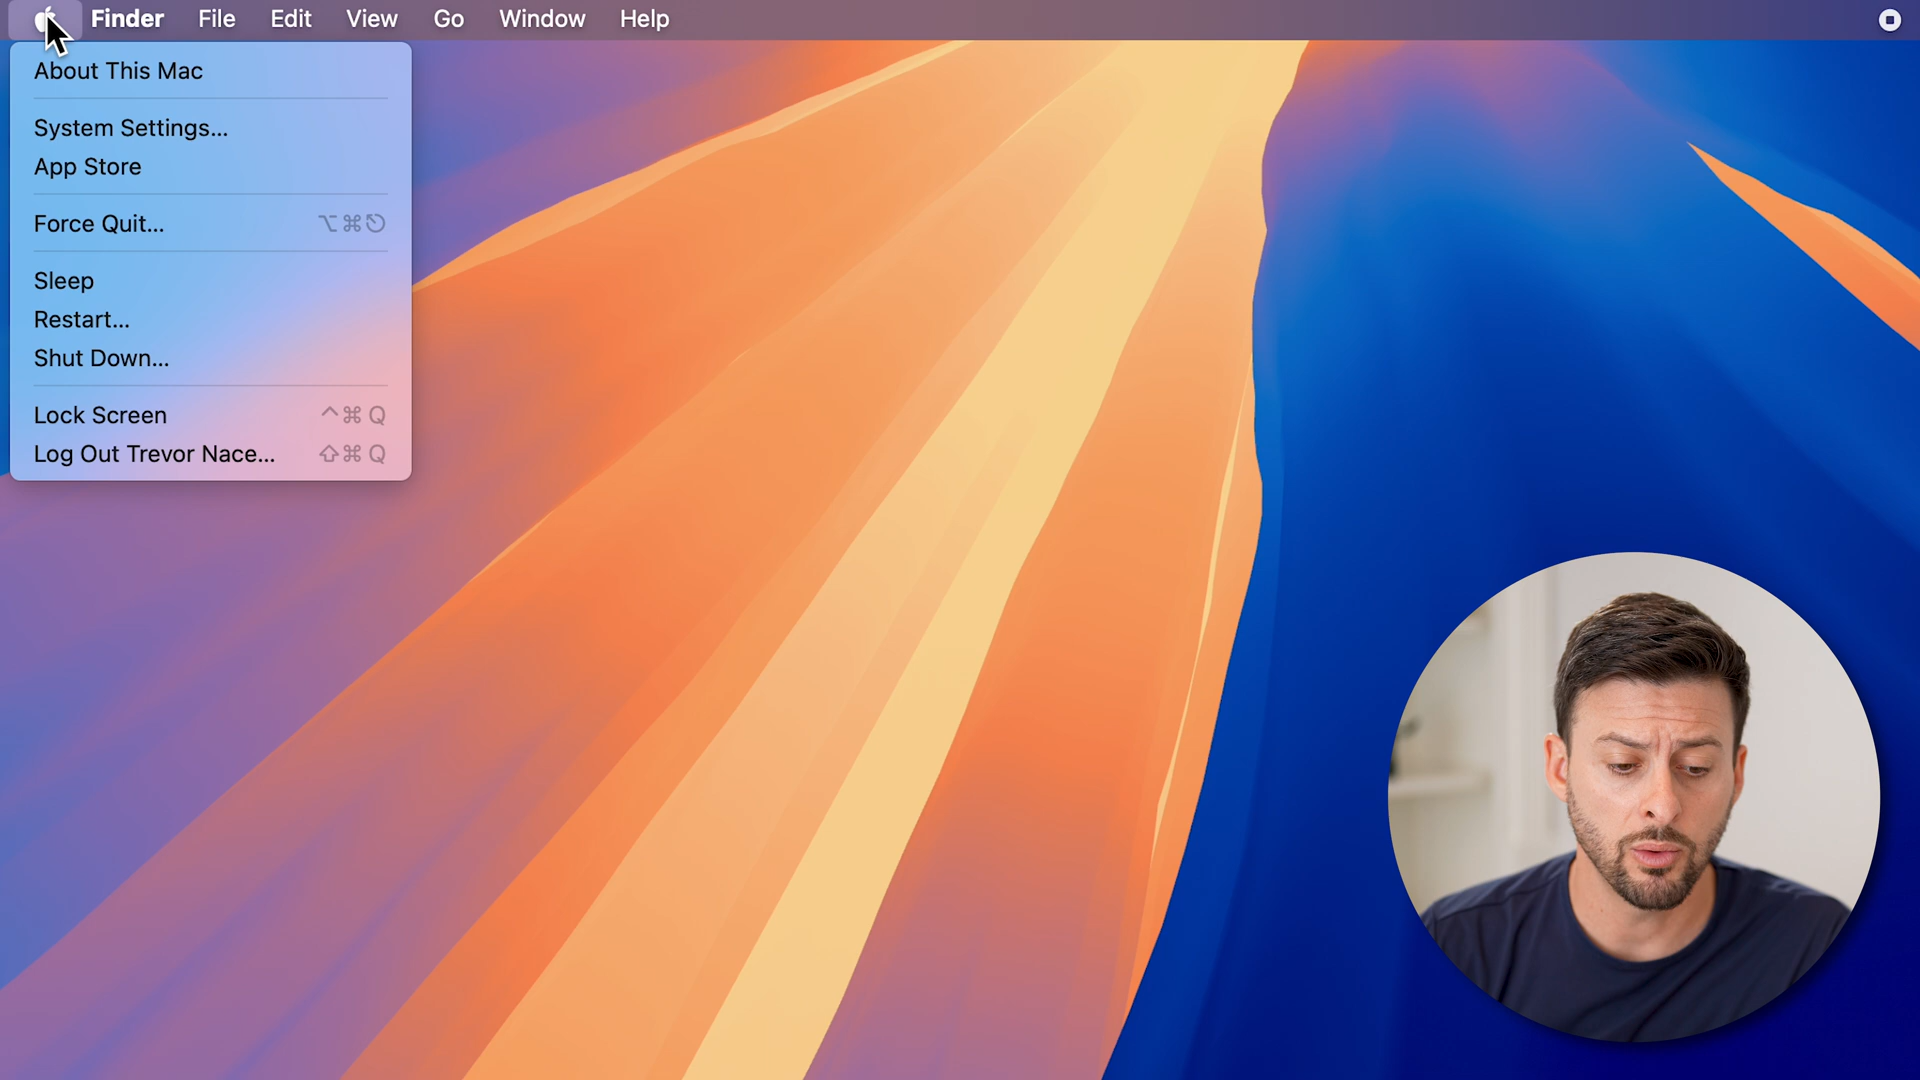 Finder File Edit View Go Window Help
About This Mac
System Settings...
App Store
Force Quit... ⌥⌘⎋
Sleep
Restart...
Shut Down...
Lock Screen ^⌘Q
Log Out Trevor Nace... ⇧⌘Q